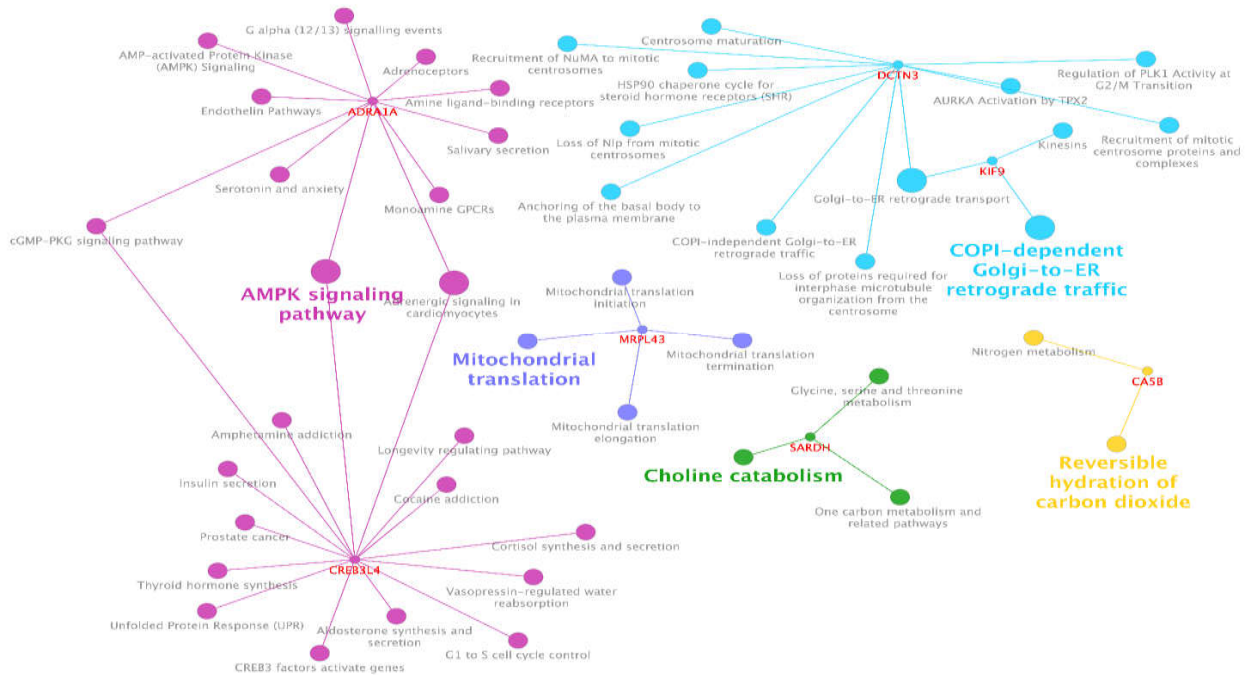 G alpha (12/13) signalling events
AMP-activated Protein Kinase
(AMPK) Signaling
Adrenoceptors
ADRA1A
Amine ligand-binding receptors
Endothelin Pathways
Salivary secretion
Serotonin and anxiety
Monoamine GPCRs
cGMP-PKG signaling pathway
AMPK signaling
pathway
Adrenergic signaling in
cardiomyocytes
Centrosome maturation
Recruitment of NuMA to mitotic
centrosomes
DCTN3
Regulation of PLK1 Activity at
G2/M Transition
HSP90 chaperone cycle for
steroid hormone receptors (SHR)
AURKA Activation by TPX2
Loss of Nlp from mitotic
centrosomes
Kinesins
Recruitment of mitotic
centrosome proteins and
complexes
KIF9
Anchoring of the basal body to
the plasma membrane
Golgi-to-ER retrograde transport
COPI-independent Golgi-to-ER
retrograde traffic
COPI-dependent
Golgi-to-ER
retrograde traffic
Loss of proteins required for
interphase microtubule
organization from the
centrosome
Mitochondrial translation
initiation
MRPL43
Mitochondrial
translation
Mitochondrial translation
termination
Mitochondrial translation
elongation
Nitrogen metabolism
CA5B
Reversible
hydration of
carbon dioxide
Glycine, serine and threonine
metabolism
SARDH
Choline catabolism
One carbon metabolism and
related pathways
Amphetamine addiction
Longevity regulating pathway
Insulin secretion
Cocaine addiction
Prostate cancer
Cortisol synthesis and secretion
CREB3L4
Thyroid hormone synthesis
Vasopressin-regulated water
reabsorption
Unfolded Protein Response (UPR)
Aldosterone synthesis and
secretion
G1 to S cell cycle control
CREB3 factors activate genes